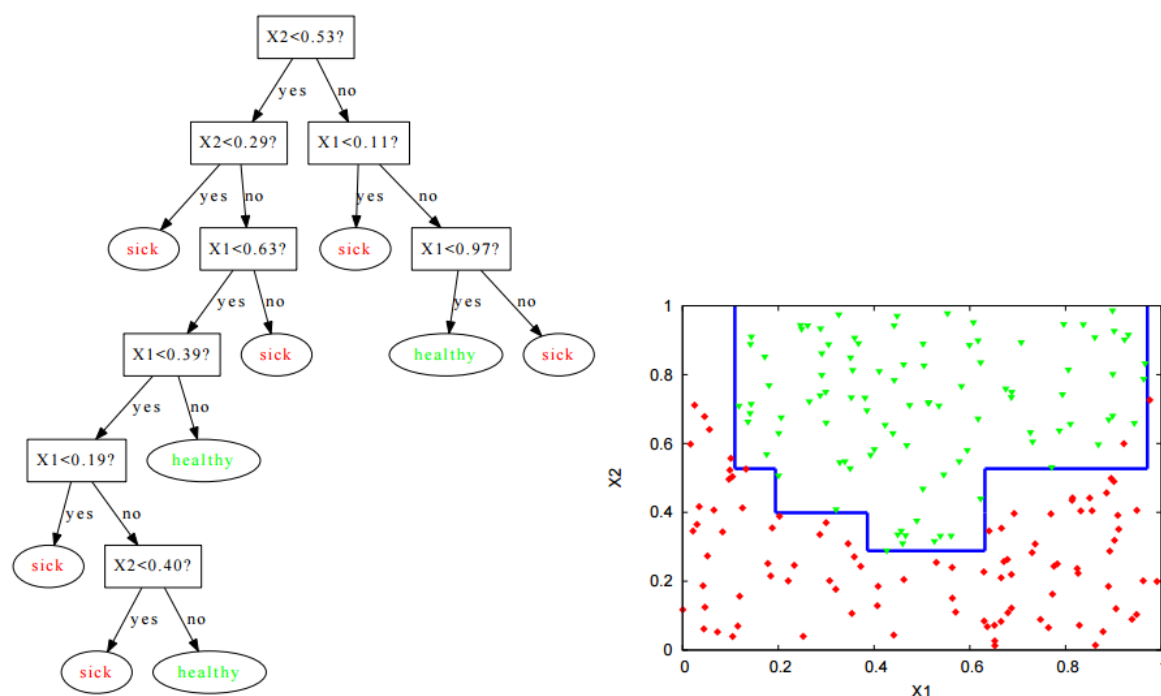 X2<0.53?
yes
no
X2<0.29?
X1<0.11?
yes
no
yes
no
sick
X1<0.63?
sick
X1<0.97?
yes
no
yes
no
X1<0.39?
sick
healthy
sick
yes
no
X1<0.19?
healthy
yes
no
sick
X2<0.40?
yes
no
sick
healthy
1
0.8
0.6
0.4
0.2
0
X2
0
0.2
0.4
0.6
0.8
1
X1